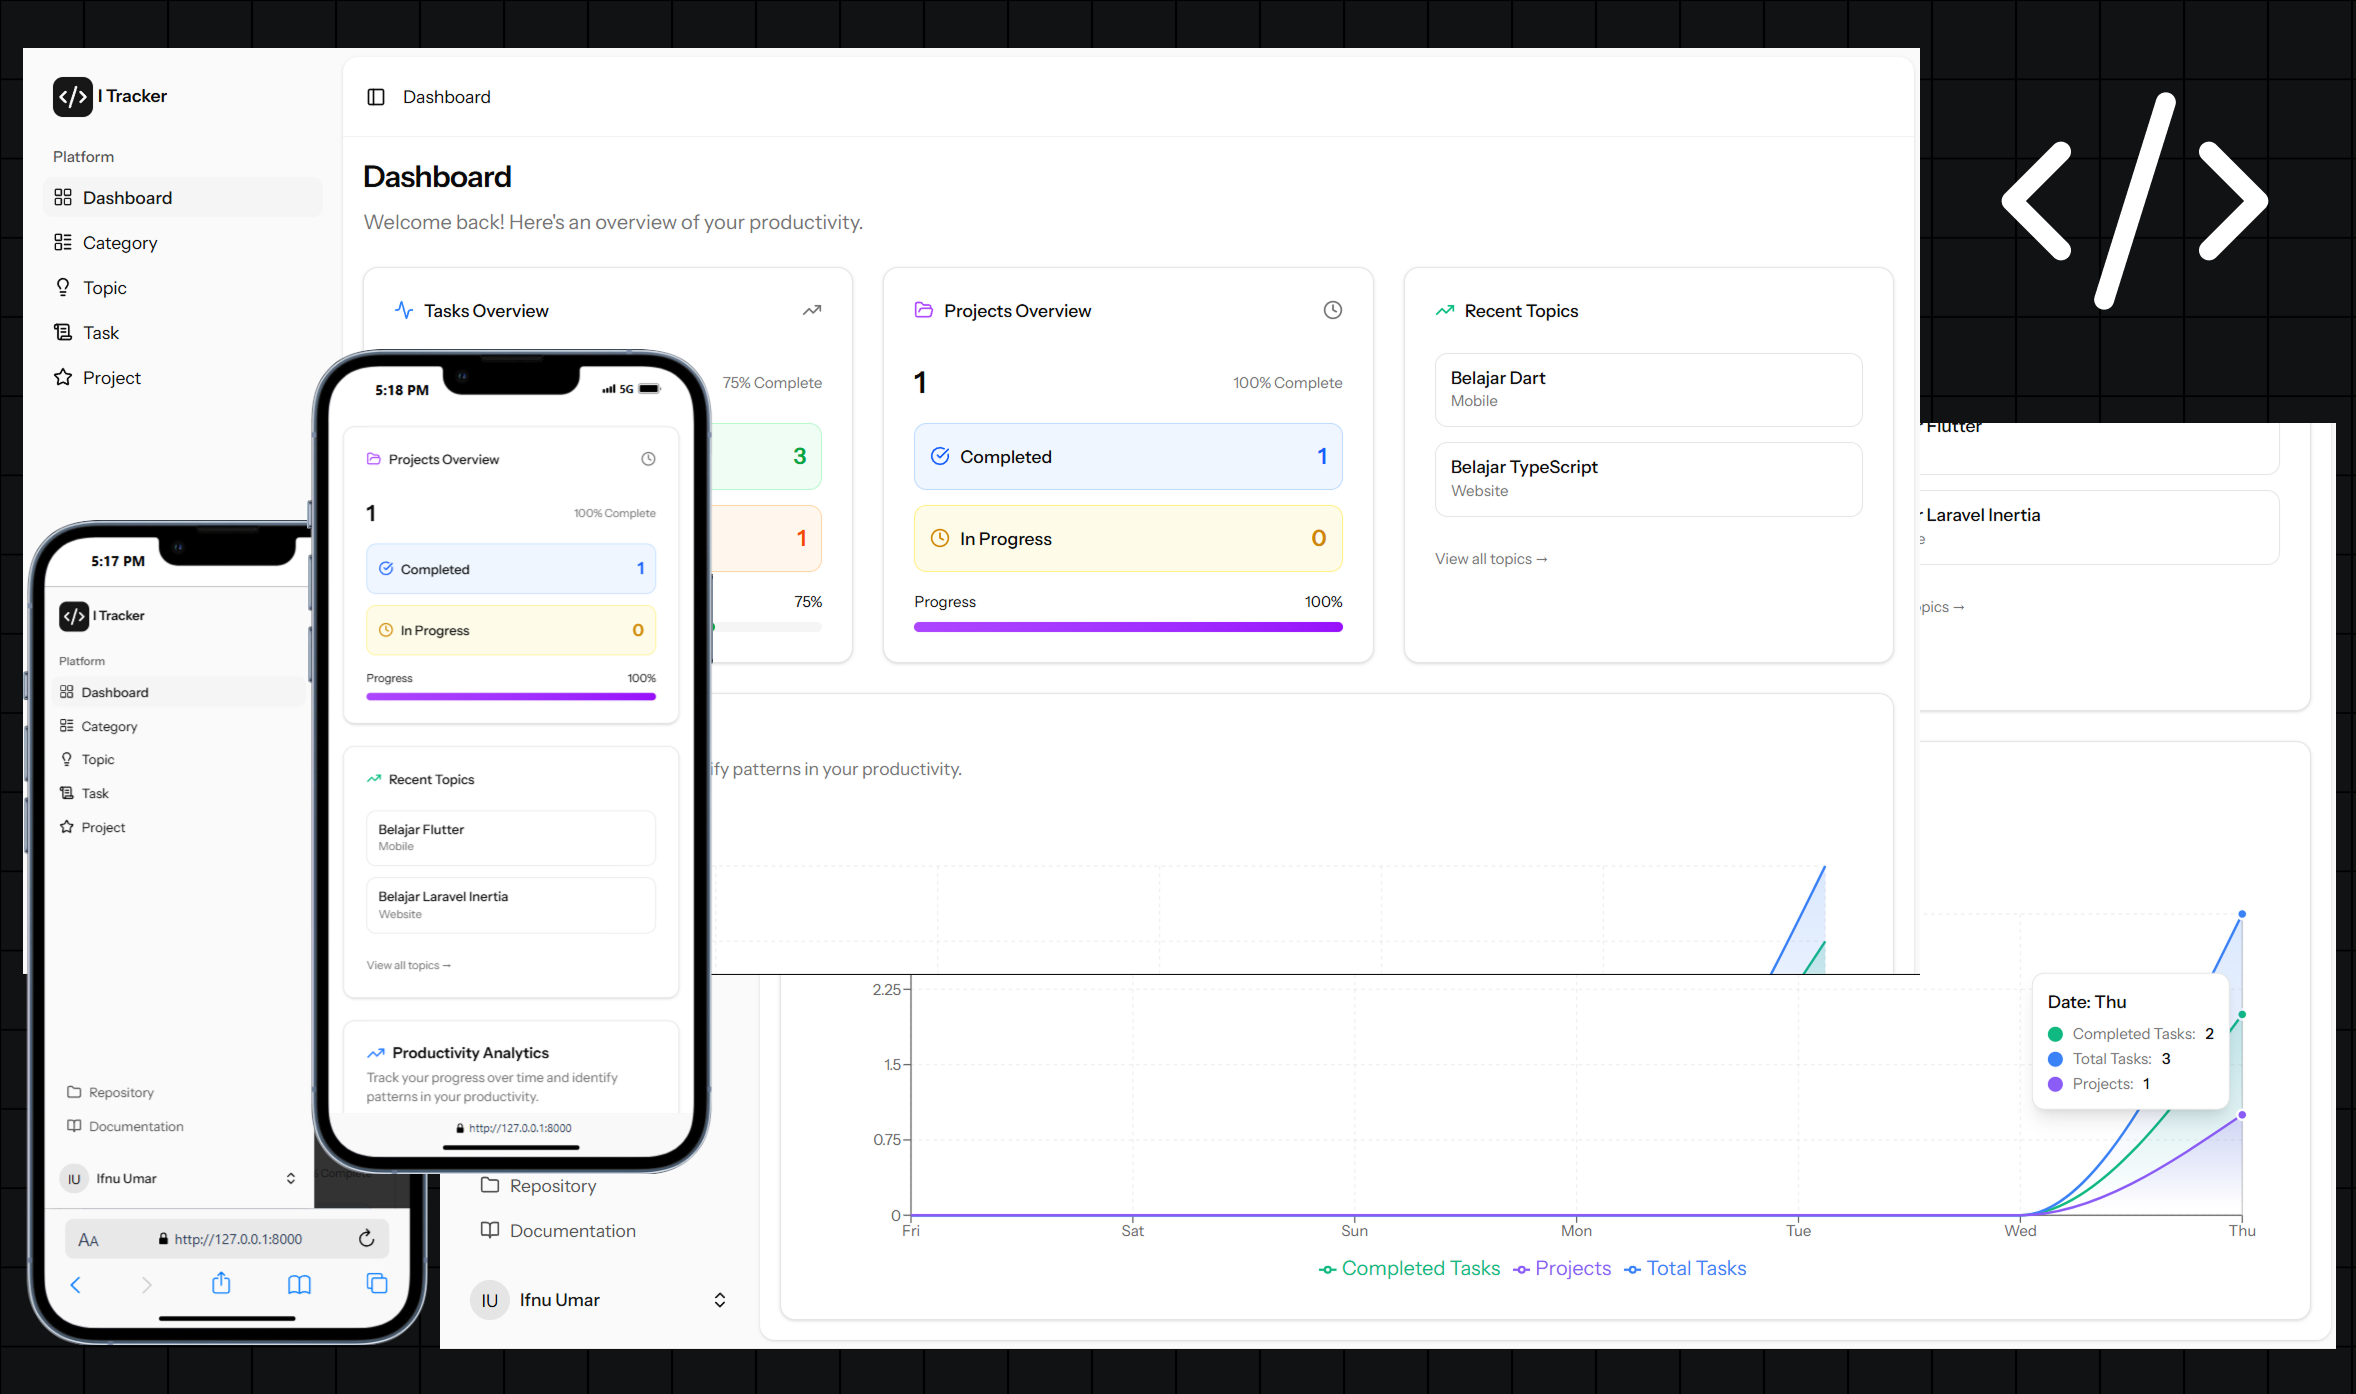 I Tracker
Platform
Dashboard
Category
Topic
Task
Project
Dashboard
Dashboard
Welcome back! Here's an overview of your productivity.
Tasks Overview
75% Complete
3
1
75%
Projects Overview
1
100% Complete
Completed 1
In Progress 0
Progress 100%
Recent Topics
Belajar Dart
Mobile
Belajar TypeScript
Website
View all topics →
patterns in your productivity.
Flutter
Laravel Inertia
→
5:17 PM
I Tracker
Platform
Dashboard
Category
Topic
Task
Project
Repository
Documentation
IU Ifnu Umar
AA http://127.0.0.1:8000
5:18 PM 5G
Projects Overview
1
100% Complete
Completed 1
In Progress 0
Progress 100%
Recent Topics
Belajar Flutter
Mobile
Belajar Laravel Inertia
Website
View all topics →
Productivity Analytics
Track your progress over time and identify
patterns in your productivity.
http://127.0.0.1:8000
Repository
Documentation
IU Ifnu Umar
2.25
1.5
0.75
0
Fri Sat Sun Mon Tue Wed Thu
Date: Thu
Completed Tasks: 2
Total Tasks: 3
Projects: 1
Completed Tasks Projects Total Tasks